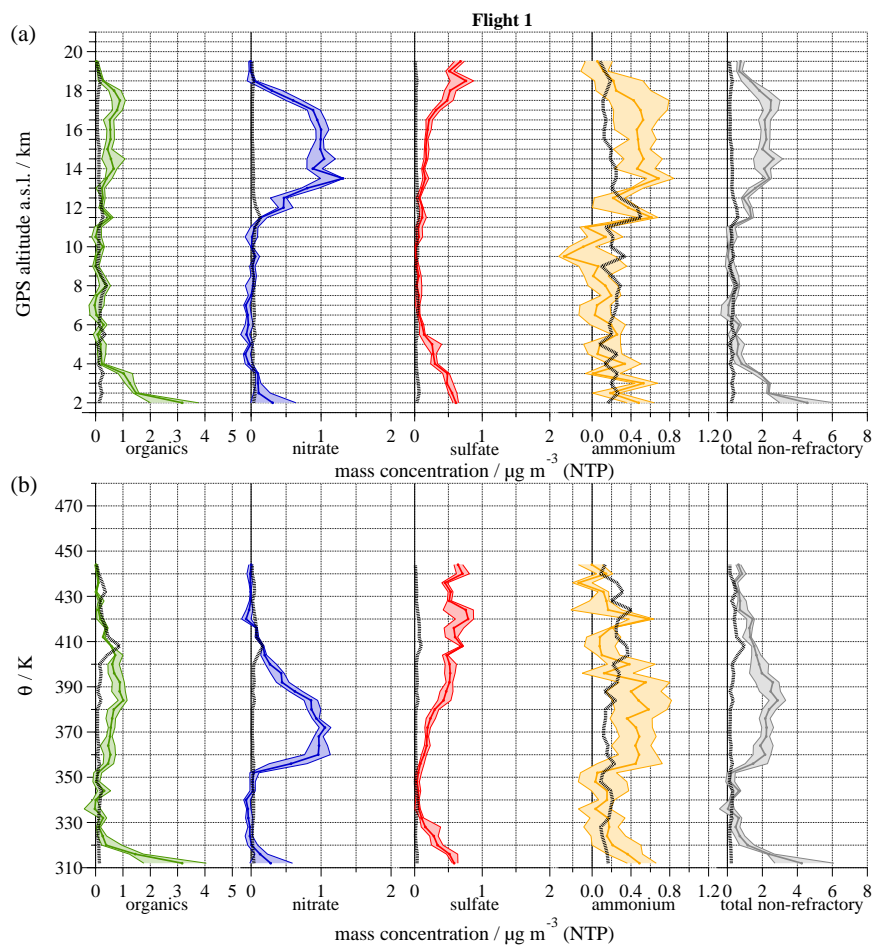 Flight 1
(a)
GPS altitude a.s.l. / km
20
19
18
17
16
15
14
13
12
11
10
9
8
7
6
5
4
3
2
0 1 2 3 4 5
0 1 2
0 1 2
0.0 0.4 0.8 1.2
0 2 4 6 8
organics nitrate sulfate ammonium total non-refractory
mass concentration / µg m⁻³ (NTP)
(b)
θ / K
470
450
430
410
390
370
350
330
310
0 1 2 3 4 5
0 1 2
0 1 2
0.0 0.4 0.8 1.2
0 2 4 6 8
organics nitrate sulfate ammonium total non-refractory
mass concentration / µg m⁻³ (NTP)